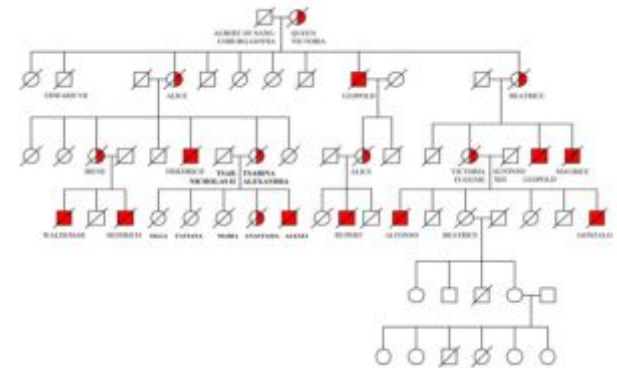 ALBERT OF SAXE-
COBURG-GOTHA
QUEEN
VICTORIA
EDWARD VII
ALICE
LEOPOLD
BEATRICE
IRENE
FRIEDRICH
TSAR
NICHOLAS II
TSARINA
ALEXANDRA
ALICE
VICTORIA
EUGENIE
ALFONSO
XIII
LEOPOLD
MAURICE
WALDEMAR
HEINRICH
OLGA
TATIANA
MARIA
ANASTASIA
ALEXEI
RUPERT
ALFONSO
BEATRICE
GONZALO